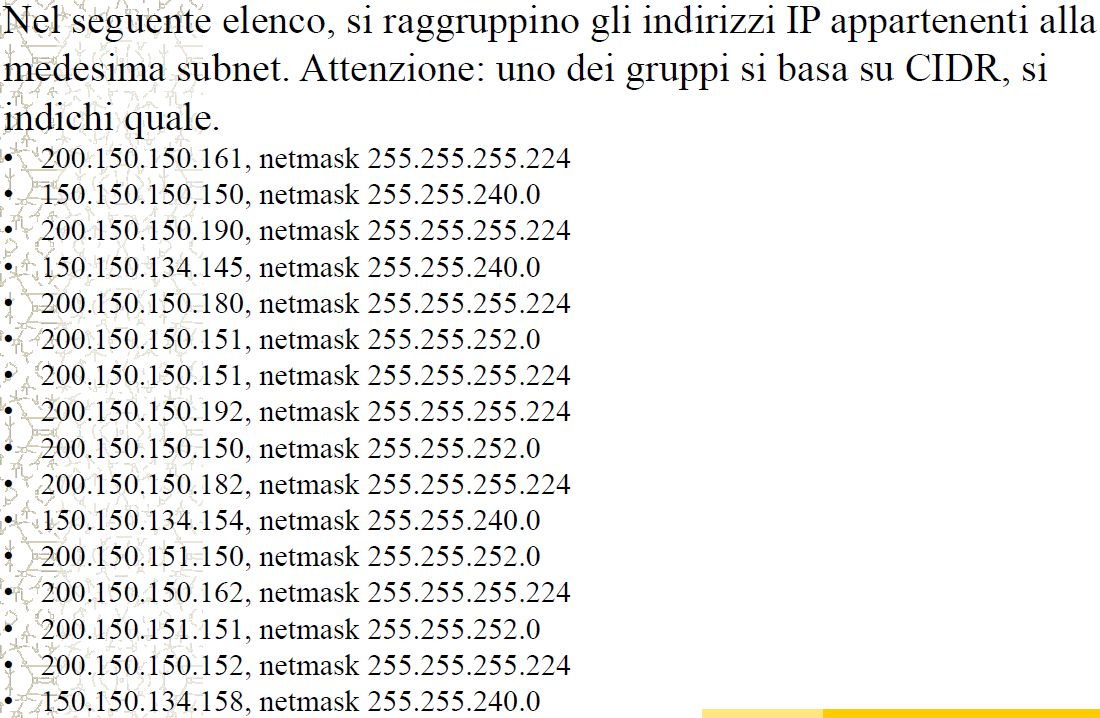 Nel seguente elenco, si raggruppino gli indirizzi IP appartenenti alla
medesima subnet. Attenzione: uno dei gruppi si basa su CIDR, si
indichi quale.
• 200.150.150.161, netmask 255.255.255.224
• 150.150.150.150, netmask 255.255.240.0
• 200.150.150.190, netmask 255.255.255.224
• 150.150.134.145, netmask 255.255.240.0
• 200.150.150.180, netmask 255.255.255.224
• 200.150.150.151, netmask 255.255.252.0
• 200.150.150.151, netmask 255.255.255.224
• 200.150.150.192, netmask 255.255.255.224
• 200.150.150.150, netmask 255.255.252.0
• 200.150.150.182, netmask 255.255.255.224
• 150.150.134.154, netmask 255.255.240.0
• 200.150.151.150, netmask 255.255.252.0
• 200.150.150.162, netmask 255.255.255.224
• 200.150.151.151, netmask 255.255.252.0
• 200.150.150.152, netmask 255.255.255.224
• 150.150.134.158, netmask 255.255.240.0